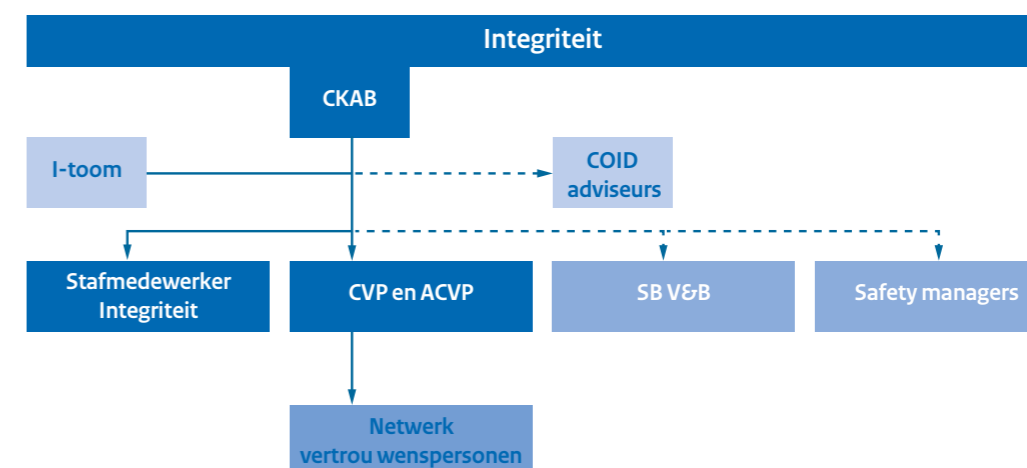 Integriteit
CKAB
I-toom
COID
adviseurs
Stafmedewerker
Integriteit
CVP en ACVP
SB V&B
Safety managers
Netwerk
vertrou wenspersonen